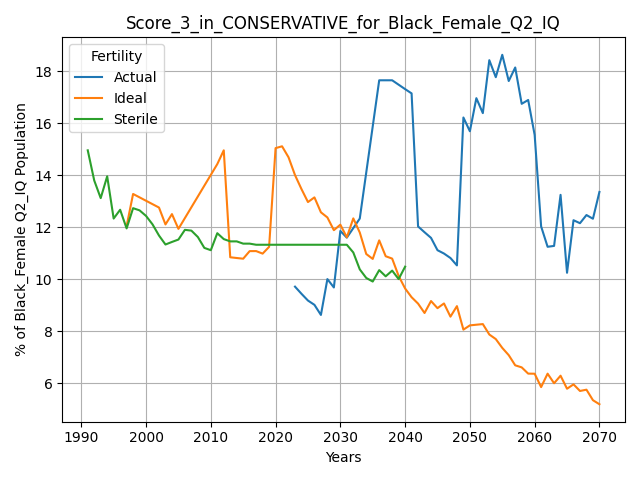 Score_3_in_CONSERVATIVE_for_Black_Female_Q2_IQ
Fertility
Actual
Ideal
Sterile
% of Black_Female Q2_IQ Population
18
16
14
12
10
8
6
1990
2000
2010
2020
2030
2040
2050
2060
2070
Years